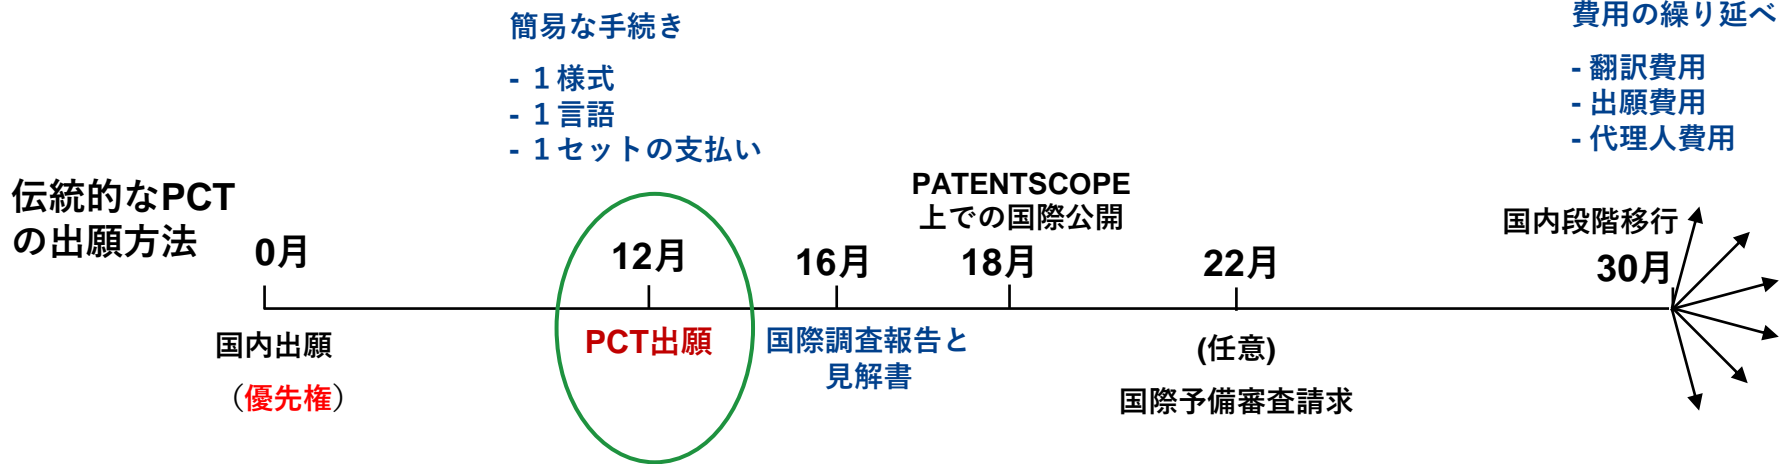 簡易な手続き
- １様式
- １言語
- １セットの支払い
費用の繰り延べ
- 翻訳費用
- 出願費用
- 代理人費用
伝統的なPCT
の出願方法
0月
12月
16月
PATENTSCOPE
上での国際公開
18月
22月
国内段階移行
30月
国内出願
（優先権）
PCT出願
国際調査報告と
見解書
(任意)
国際予備審査請求